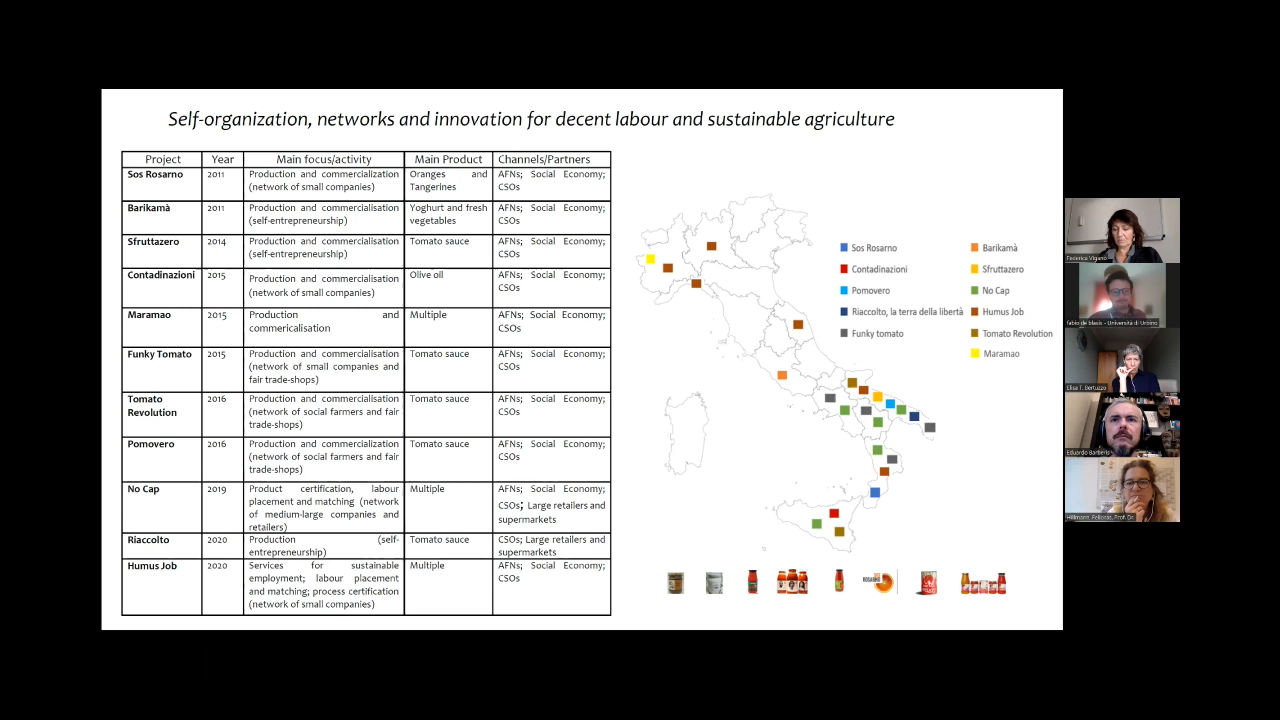 Self-organization, networks and innovation for decent labour and sustainable agriculture
Project Year Main focus/activity Main Product Channels/Partners
Sos Rosarno 2011 Production and commercialization Oranges and AFNs; Social Economy;
(network of small companies) Tangerines CSOs
Barikamà 2011 Production and commercialisation Yoghurt and fresh AFNs; Social Economy;
(self-entrepreneurship) vegetables CSOs
Sfruttazero 2014 Production and commercialisation Tomato sauce AFNs; Social Economy;
(self-entrepreneurship) CSOs
Contadinazioni 2015 Production and commercialisation Olive oil AFNs; Social Economy;
(network of small companies) CSOs
Maramao 2015 Production and Multiple AFNs; Social Economy;
commericalisation CSOs
Funky Tomato 2015 Production and commercialisation Tomato sauce AFNs; Social Economy;
(network of small companies and CSOs
fair trade-shops)
Tomato 2016 Production and commercialisation Tomato sauce AFNs; Social Economy;
Revolution (network of social farmers and fair CSOs
trade-shops)
Pomovero 2016 Production and commercialization Tomato sauce AFNs; Social Economy;
(network of social farmers and fair CSOs
trade-shops)
No Cap 2019 Product certification, labour Multiple AFNs; Social Economy;
placement and matching (network CSOs; Large retailers and
of medium-large companies and supermarkets
retailers)
Riaccolto 2020 Production (self- Tomato sauce CSOs; Large retailers and
entrepreneurship) supermarkets
Humus Job 2020 Services for sustainable Multiple AFNs; Social Economy;
employment; labour placement CSOs
and matching; process certification
(network of small companies)
Sos Rosarno Barikamà
Contadinazioni Sfruttazero
Pomovero No Cap
Riaccolto, la terra della libertà Humus Job
Funky tomato Tomato Revolution
Maramao
ROSARNO
Federica Viganò
fabio de blasis - Università di Urbino
Elisa T. Bertuzzo
Eduardo Barberis
Hillmann, Felicitas, Prof. Dr.